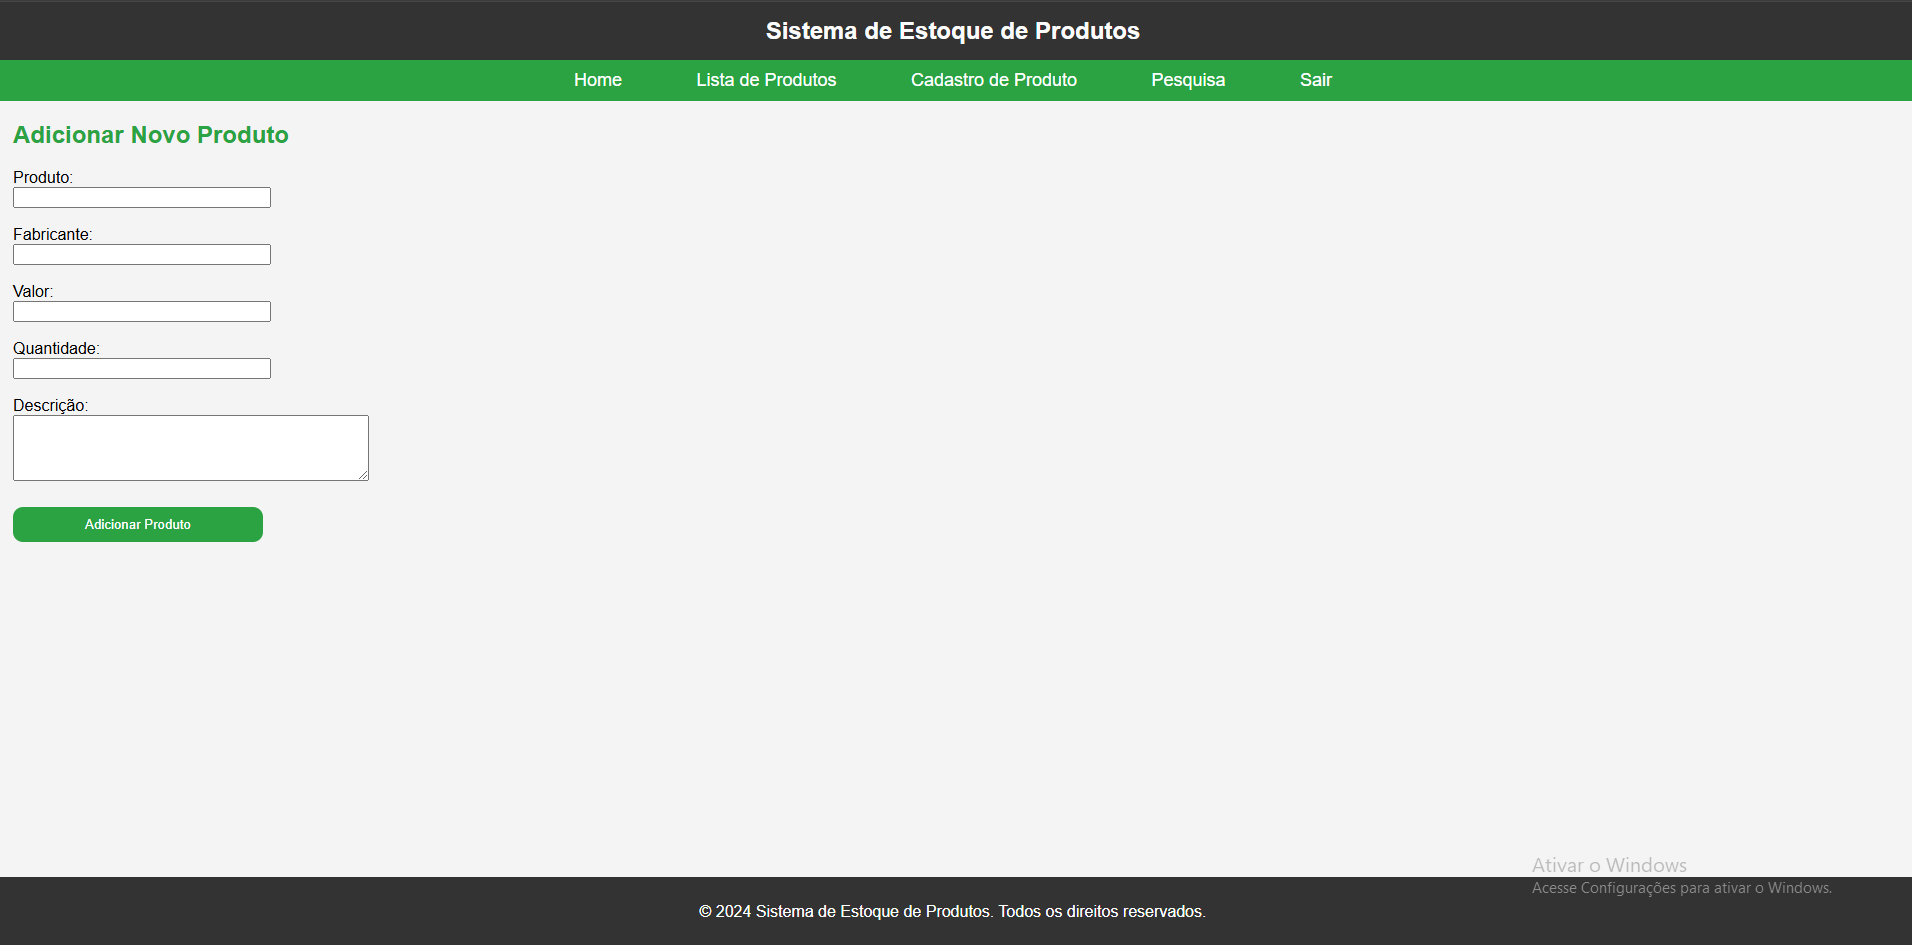 Sistema de Estoque de Produtos
Home Lista de Produtos Cadastro de Produto Pesquisa Sair
Adicionar Novo Produto
Produto:
Fabricante:
Valor:
Quantidade:
Descrição:
Adicionar Produto
Ativar o Windows
Acesse Configurações para ativar o Windows.
© 2024 Sistema de Estoque de Produtos. Todos os direitos reservados.